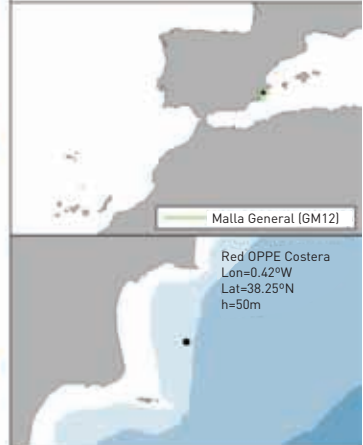 Malla General (GM12)
Red OPPE Costera
Lon=0.42ºW
Lat=38.25ºN
h=50m